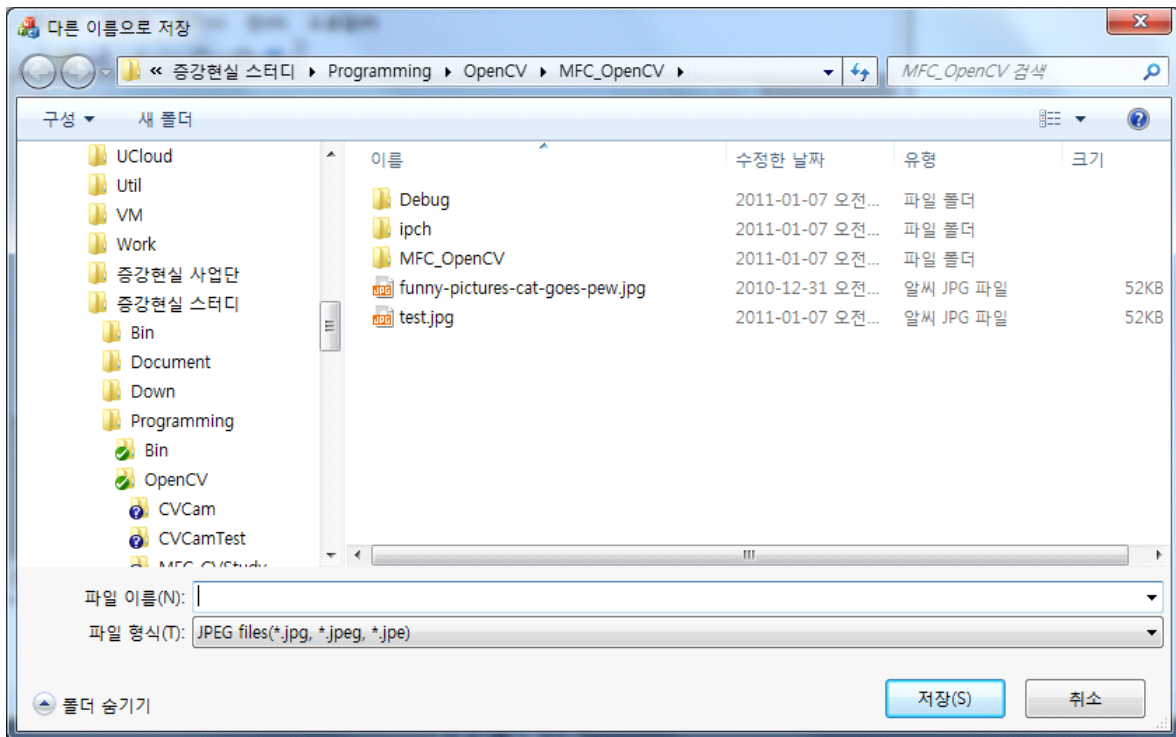 다른 이름으로 저장
« 증강현실 스터디 ▸ Programming ▸ OpenCV ▸ MFC_OpenCV ▸ MFC_OpenCV 검색
구성 새 폴더
UCloud
Util
VM
Work
증강현실 사업단
증강현실 스터디
Bin
Document
Down
Programming
Bin
OpenCV
CVCam
CVCamTest
이름 수정한 날짜 유형 크기
Debug 2011-01-07 오전... 파일 폴더
ipch 2011-01-07 오전... 파일 폴더
MFC_OpenCV 2011-01-07 오전... 파일 폴더
funny-pictures-cat-goes-pew.jpg 2010-12-31 오전... 알씨 JPG 파일 52KB
test.jpg 2011-01-07 오전... 알씨 JPG 파일 52KB
파일 이름(N):
파일 형식(T): JPEG files(*.jpg, *.jpeg, *.jpe)
폴더 숨기기 저장(S) 취소